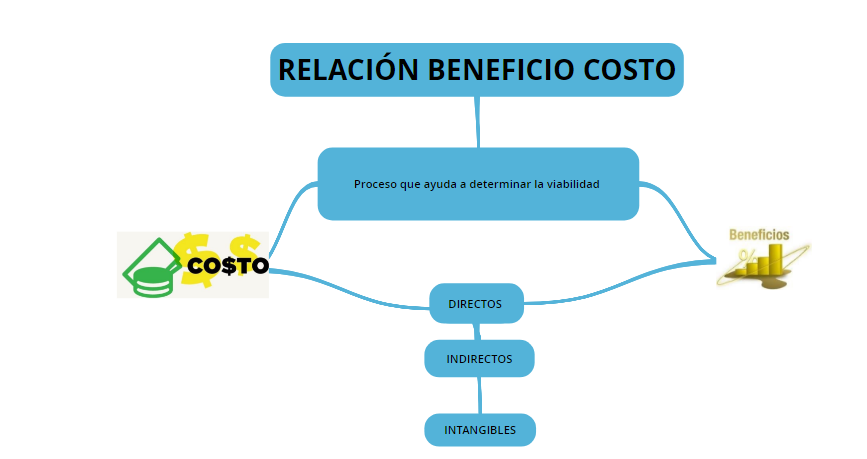 RELACIÓN BENEFICIO COSTO
Proceso que ayuda a determinar la viabilidad
Beneficios
%
$ $
CO$TO
DIRECTOS
INDIRECTOS
INTANGIBLES